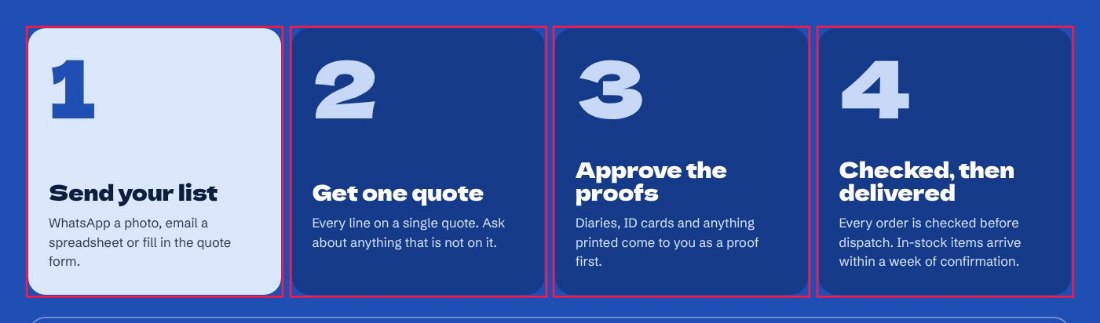 1
Send your list
WhatsApp a photo, email a
spreadsheet or fill in the quote
form.
2
Get one quote
Every line on a single quote. Ask
about anything that is not on it.
3
Approve the
proofs
Diaries, ID cards and anything
printed come to you as a proof
first.
4
Checked, then
delivered
Every order is checked before
dispatch. In-stock items arrive
within a week of confirmation.